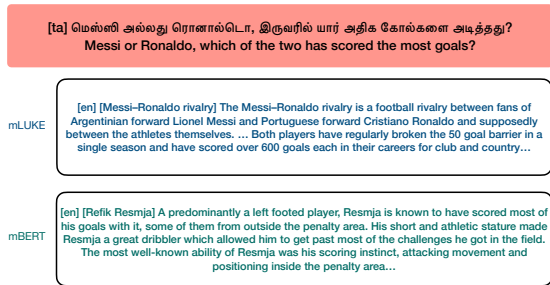 [ta] மெஸ்ஸி அல்லது ரொனால்டொ, இருவரில் யார் அதிக கோல்களை அடித்தது?
Messi or Ronaldo, which of the two has scored the most goals?
mLUKE
[en] [Messi–Ronaldo rivalry] The Messi–Ronaldo rivalry is a football rivalry between fans of
Argentinian forward Lionel Messi and Portuguese forward Cristiano Ronaldo and supposedly
between the athletes themselves. … Both players have regularly broken the 50 goal barrier in a
single season and have scored over 600 goals each in their careers for club and country…
mBERT
[en] [Refik Resmja] A predominantly a left footed player, Resmja is known to have scored most of
his goals with it, some of them from outside the penalty area. His short and athletic stature made
Resmja a great dribbler which allowed him to get past most of the challenges he got in the field.
The most well-known ability of Resmja was his scoring instinct, attacking movement and
positioning inside the penalty area…